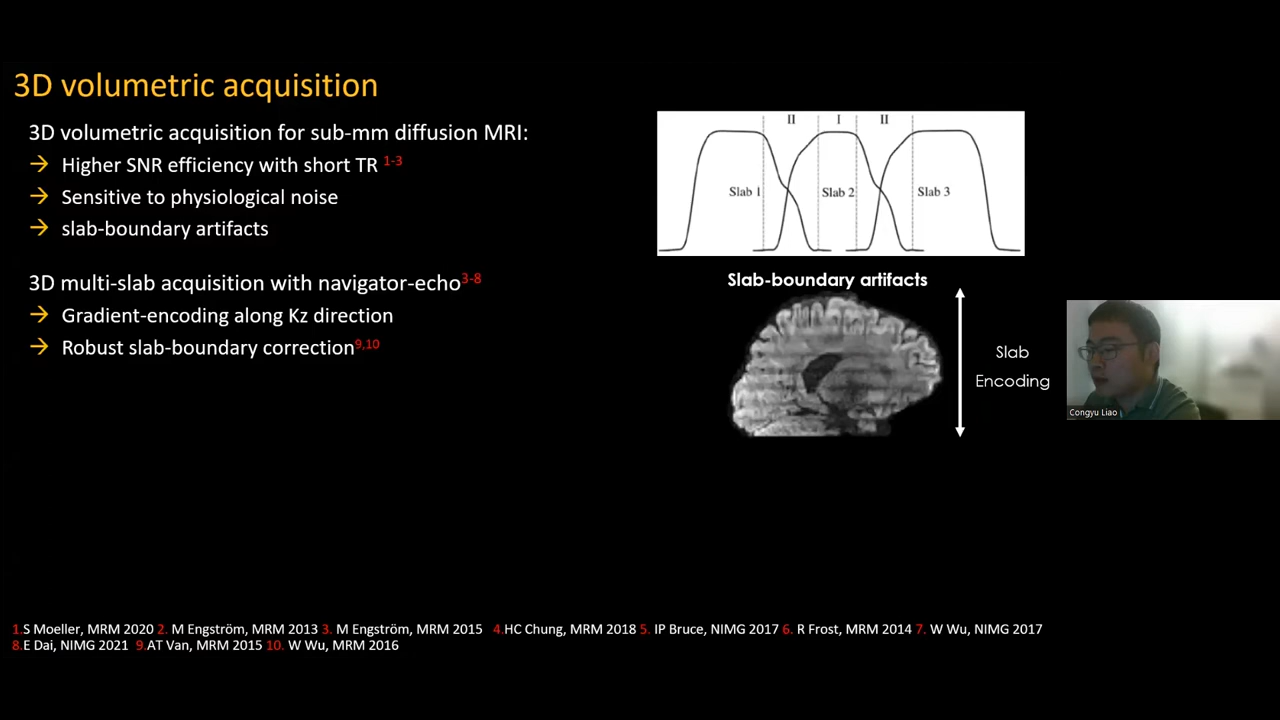 3D volumetric acquisition
3D volumetric acquisition for sub-mm diffusion MRI:
→ Higher SNR efficiency with short TR 1-3
→ Sensitive to physiological noise
→ slab-boundary artifacts
3D multi-slab acquisition with navigator-echo3-8
→ Gradient-encoding along Kz direction
→ Robust slab-boundary correction9,10
II I II
Slab 1 Slab 2 Slab 3
Slab-boundary artifacts
Slab
Encoding
Congyu Liao
1.S Moeller, MRM 2020 2. M Engström, MRM 2013 3. M Engström, MRM 2015 4.HC Chung, MRM 2018 5. IP Bruce, NIMG 2017 6. R Frost, MRM 2014 7. W Wu, NIMG 2017
8.E Dai, NIMG 2021 9.AT Van, MRM 2015 10. W Wu, MRM 2016